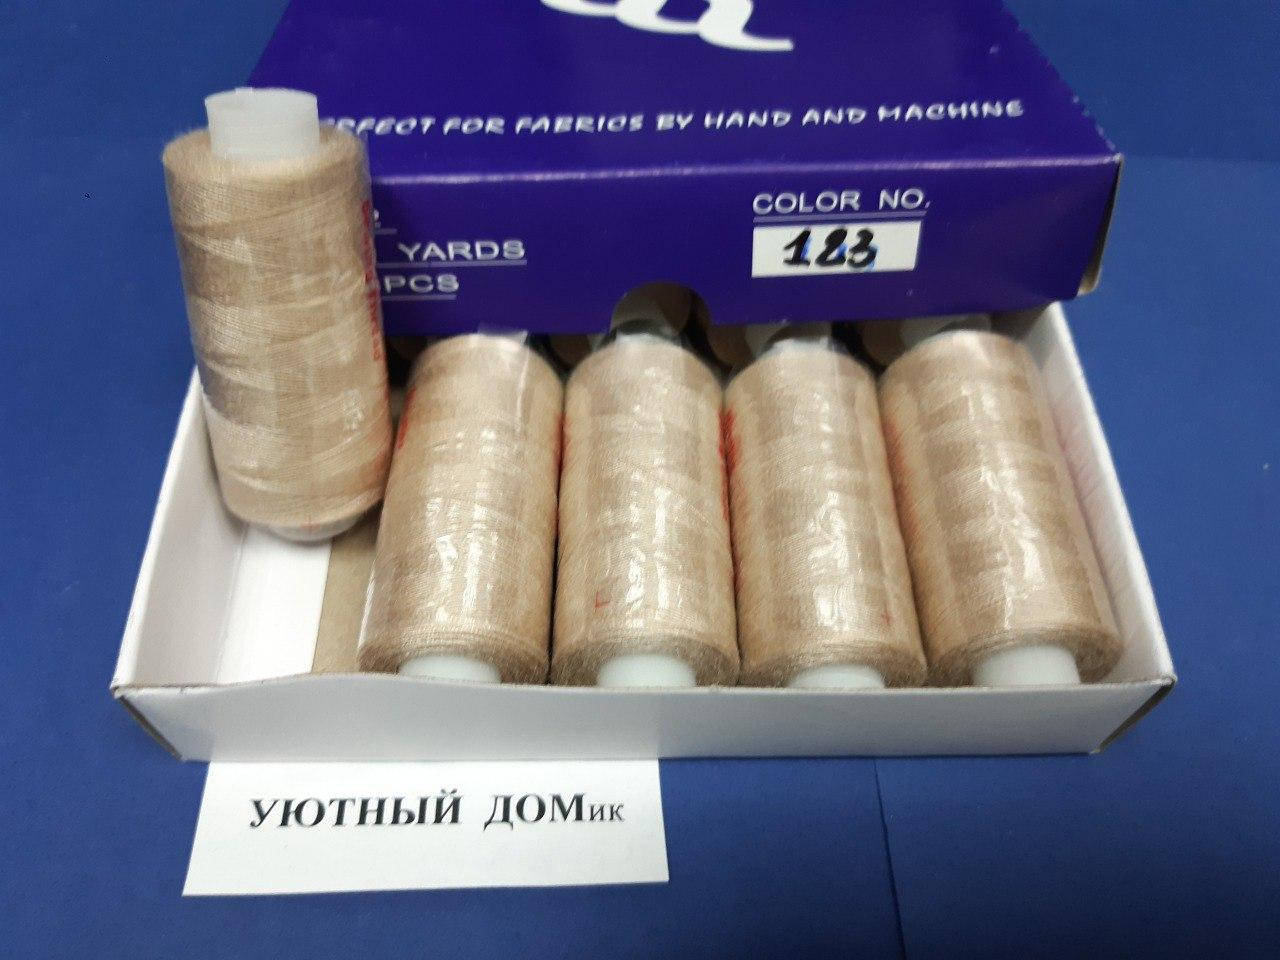 PERFECT FOR FABRICS BY HAND AND MACHINE
COLOR NO.
123
YARDS
PCS
УЮТНЫЙ ДОМик